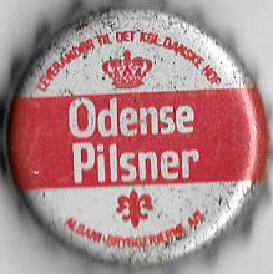 LEVERANDØR TIL DET KGL. DANSKE HOF
Odense
Pilsner
ALBANI BRYGGERIERNE A/S